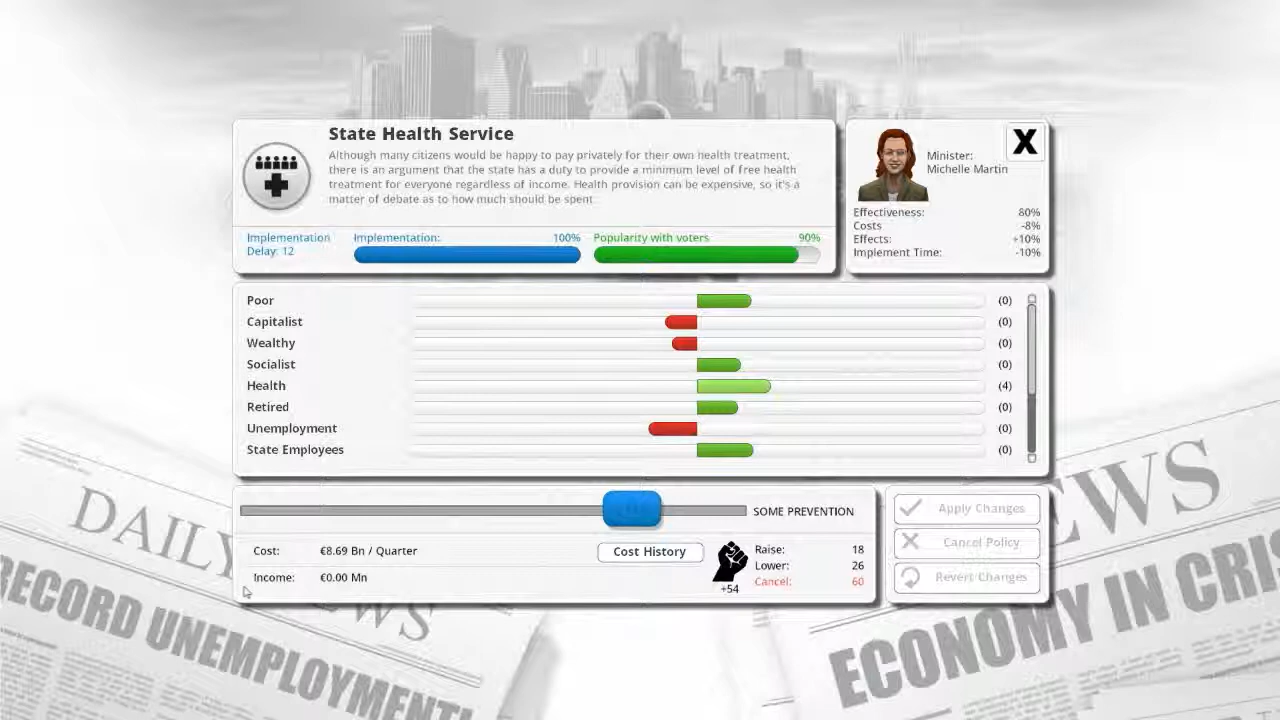 State Health Service
Although many citizens would be happy to pay privately for their own health treatment,
there is an argument that the state has a duty to provide a minimum level of free health
treatment for everyone regardless of income. Health provision can be expensive, so it's a
matter of debate as to how much should be spent
Implementation
Delay: 12
Implementation: 100%
Popularity with voters 90%
X
Minister:
Michelle Martin
Effectiveness: 80%
Costs -8%
Effects: +10%
Implement Time: -10%
Poor (0)
Capitalist (0)
Wealthy (0)
Socialist (0)
Health (4)
Retired (0)
Unemployment (0)
State Employees (0)
SOME PREVENTION
Cost: €8.69 Bn / Quarter
Cost History
Income: €0.00 Mn
+54
Raise: 18
Lower: 26
Cancel: 60
Apply Changes
Cancel Policy
Revert Changes
DAILY
EWS
RECORD UNEMPLOYMENT
EWS
ECONOMY IN CRIS